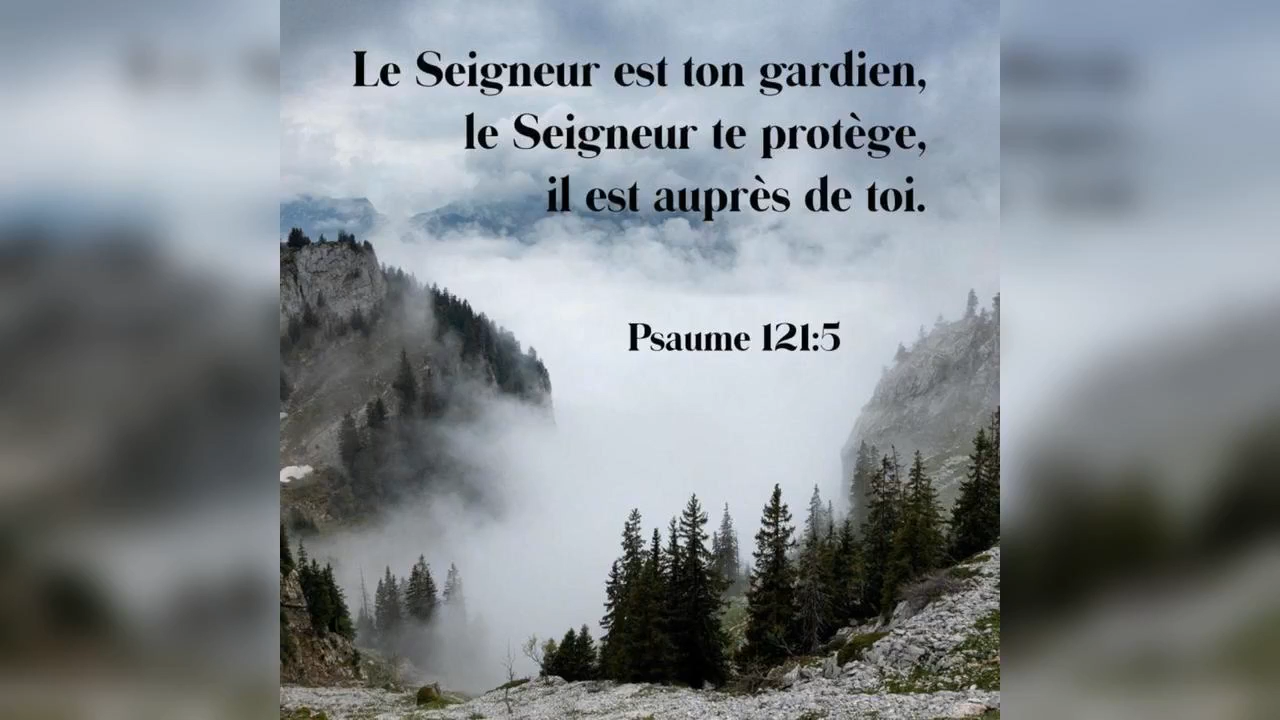 Le Seigneur est ton gardien,
le Seigneur te protège,
il est auprès de toi.
Psaume 121:5